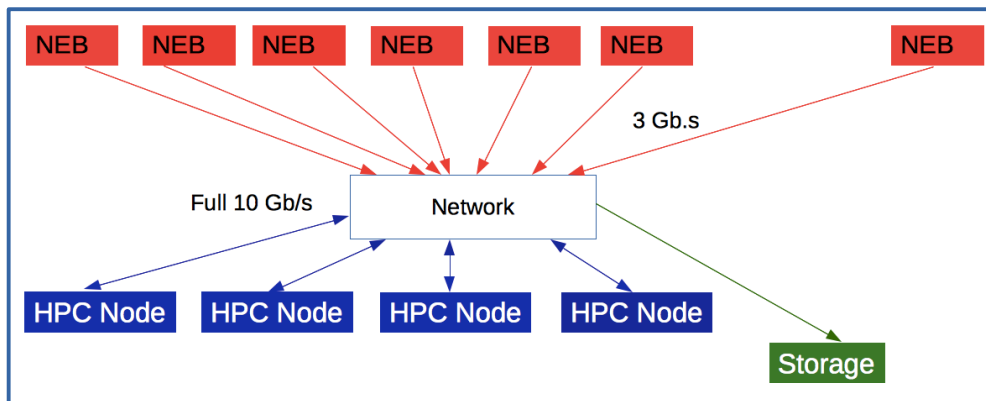 NEB NEB NEB NEB NEB NEB NEB
3 Gb.s
Full 10 Gb/s
Network
HPC Node HPC Node HPC Node HPC Node
Storage